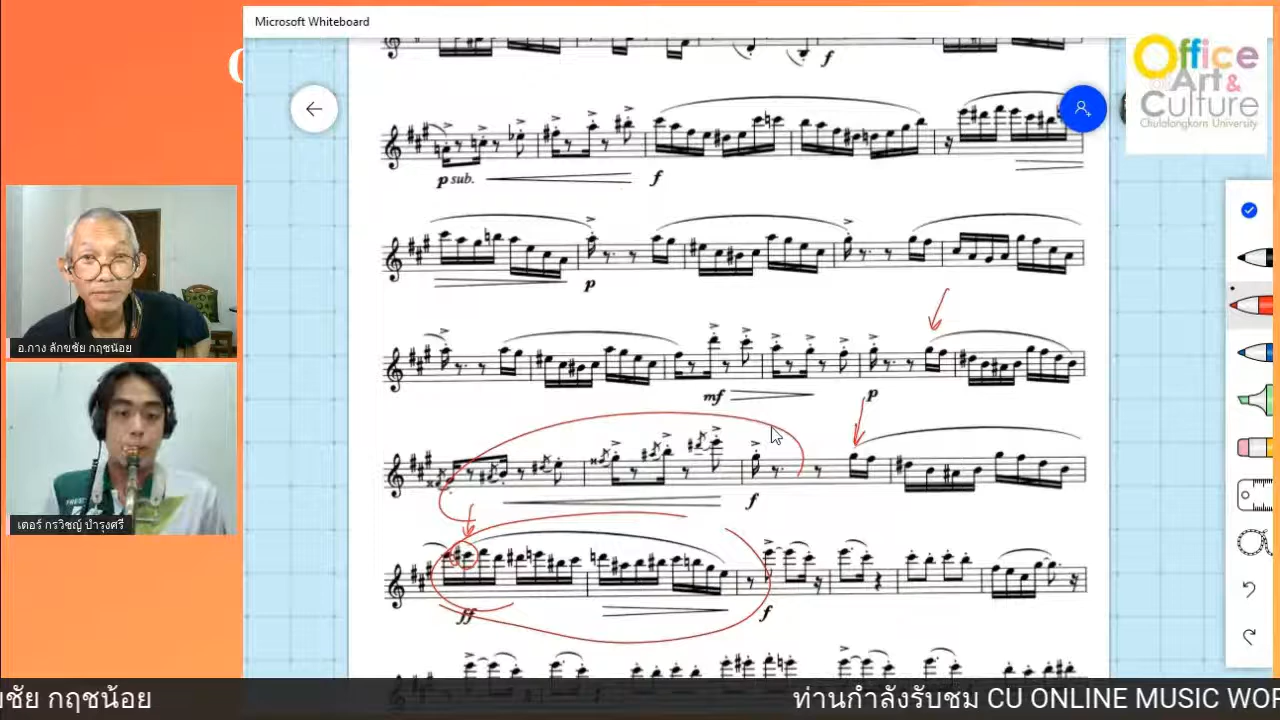 Microsoft Whiteboard
Office
of
Art &
Culture
Chulalongkorn University
f
p sub.
f
p
mf
p
f
ff
f
อ.กาง ลักขชัย กฤชน้อย
เตอร์ กรวิชญ์ บำรุงศรี
ชัย กฤชน้อย
ท่านกำลังรับชม CU ONLINE MUSIC WOR